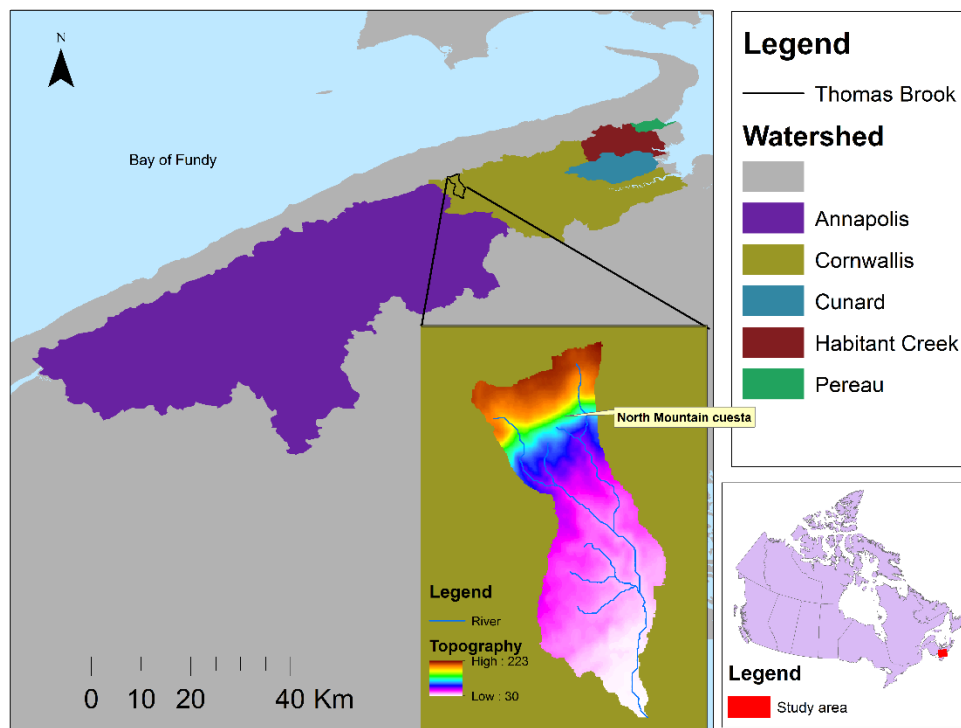 N
Bay of Fundy
0 10 20 40 Km
North Mountain cuesta
Legend
River
Topography
High : 223
Low : 30
Legend
Thomas Brook
Watershed
Annapolis
Cornwallis
Cunard
Habitant Creek
Pereau
Legend
Study area